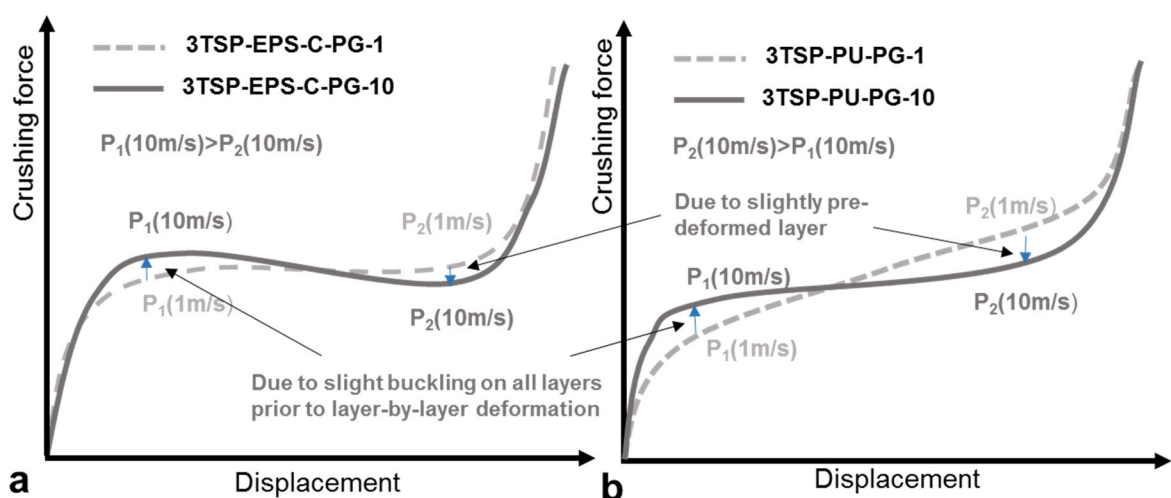 Crushing force
3TSP-EPS-C-PG-1
3TSP-EPS-C-PG-10
P₁(10m/s)>P₂(10m/s)
P₁(10m/s)
P₂(1m/s)
P₁(1m/s)
P₂(10m/s)
Due to slight buckling on all layers
prior to layer-by-layer deformation
a
Displacement
Crushing force
3TSP-PU-PG-1
3TSP-PU-PG-10
P₂(10m/s)>P₁(10m/s)
Due to slightly pre-
deformed layer
P₂(1m/s)
P₁(10m/s)
P₂(10m/s)
P₁(1m/s)
b
Displacement